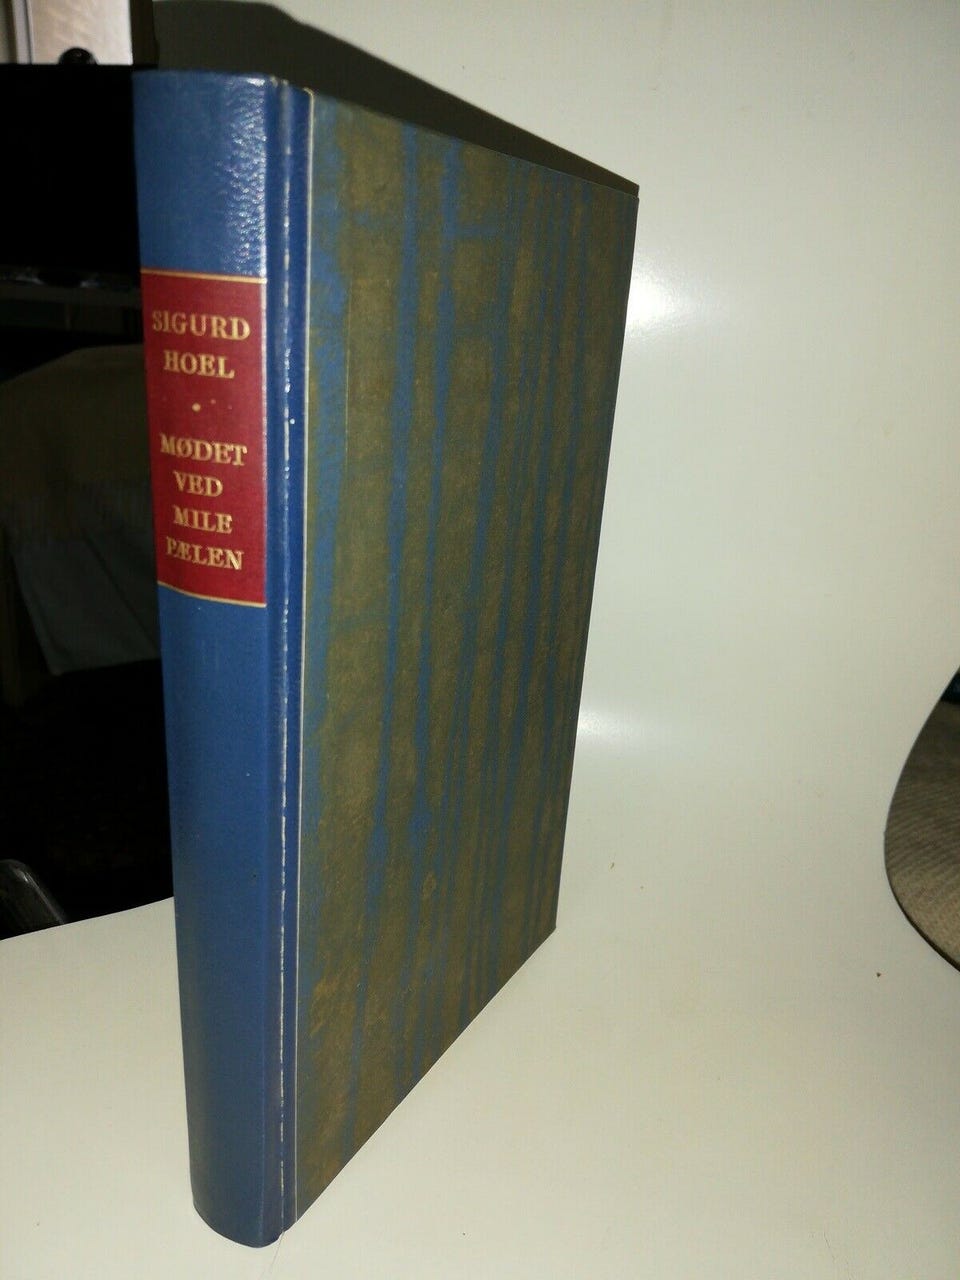 SIGURD
HOEL
•
MØDET
VED
MILE
PÆLEN